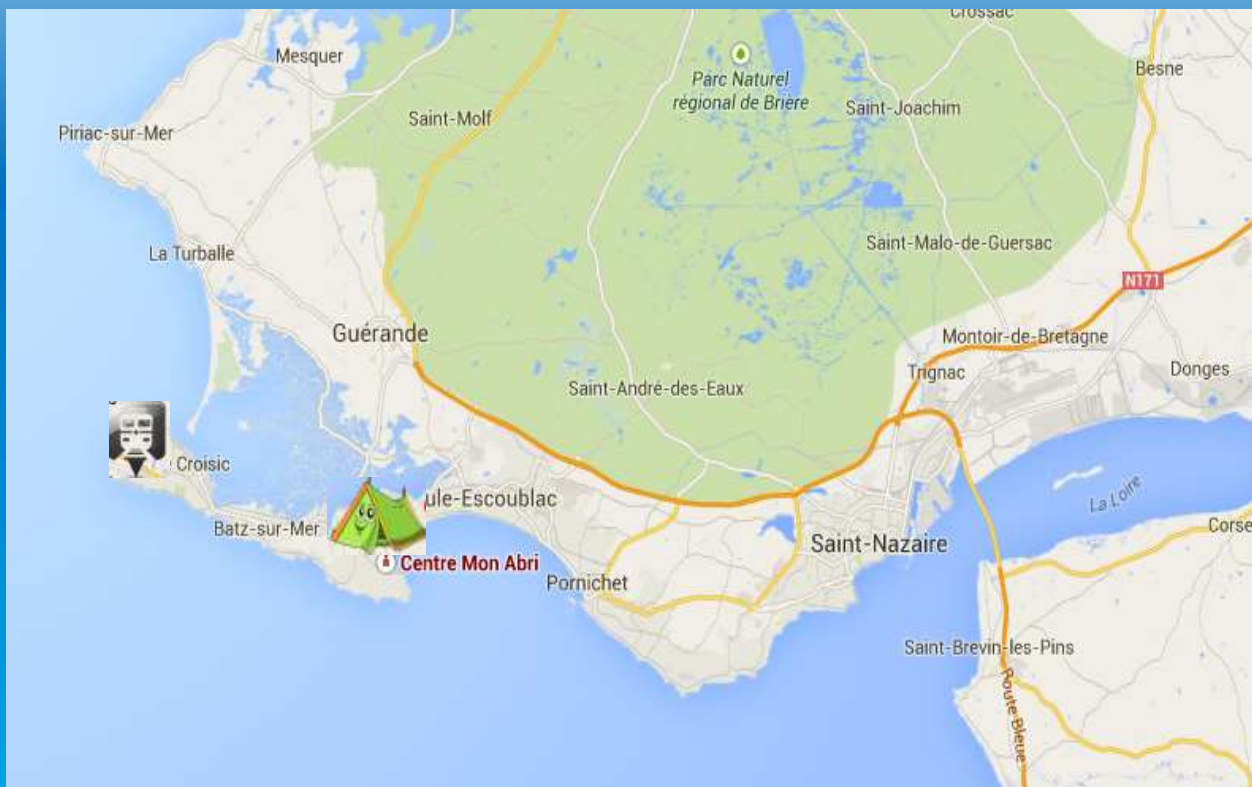 Crossac
Mesquer
Besne
Parc Naturel
régional de Brière
Saint-Joachim
Saint-Molf
Piriac-sur-Mer
Saint-Malo-de-Guersac
La Turballe
N171
Guérande
Montoir-de-Bretagne
Trignac
Donges
Saint-André-des-Eaux
Croisic
ule-Escoublac
La Loire
Batz-sur-Mer
Corse
Saint-Nazaire
Centre Mon Abri
Pornichet
Saint-Brevin-les-Pins
Route Bleue